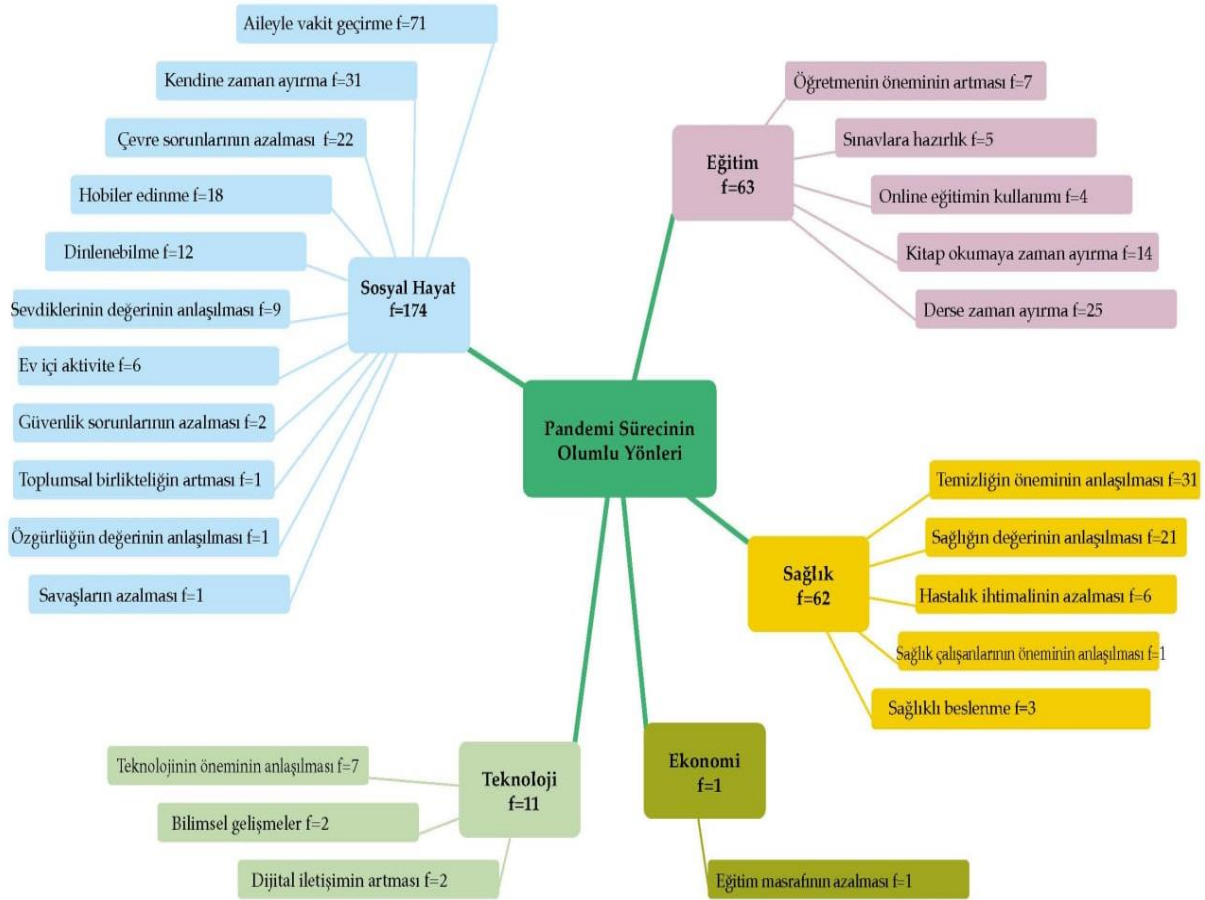 Pandemi Sürecinin
Olumlu Yönleri
Sosyal Hayat
f=174
Aileyle vakit geçirme f=71
Kendine zaman ayırma f=31
Çevre sorunlarının azalması f=22
Hobiler edinme f=18
Dinlenebilme f=12
Sevdiklerinin değerinin anlaşılması f=9
Ev içi aktivite f=6
Güvenlik sorunlarının azalması f=2
Toplumsal birlikteliğin artması f=1
Özgürlüğün değerinin anlaşılması f=1
Savaşların azalması f=1
Eğitim
f=63
Öğretmenin öneminin artması f=7
Sınavlara hazırlık f=5
Online eğitimin kullanımı f=4
Kitap okumaya zaman ayırma f=14
Derse zaman ayırma f=25
Sağlık
f=62
Temizliğin öneminin anlaşılması f=31
Sağlığın değerinin anlaşılması f=21
Hastalık ihtimalinin azalması f=6
Sağlık çalışanlarının öneminin anlaşılması f=1
Sağlıklı beslenme f=3
Teknoloji
f=11
Teknolojinin öneminin anlaşılması f=7
Bilimsel gelişmeler f=2
Dijital iletişimin artması f=2
Ekonomi
f=1
Eğitim masrafının azalması f=1